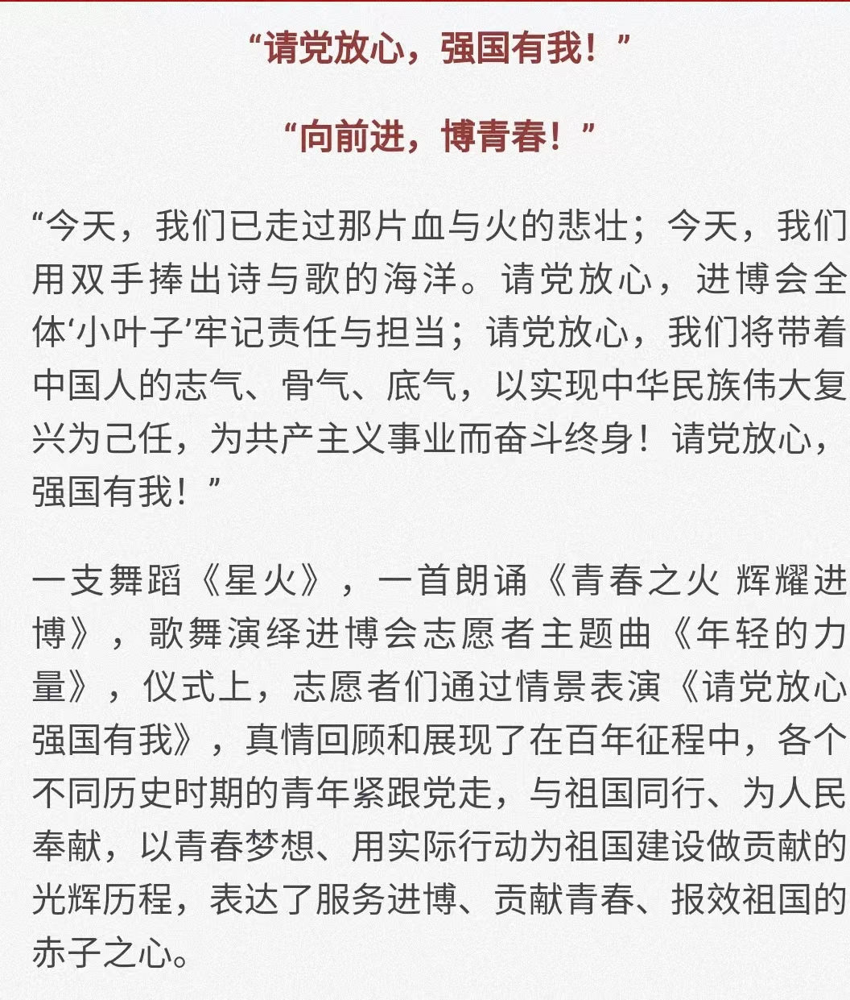 “请党放心，强国有我！”
“向前进，博青春！”
“今天，我们已走过那片血与火的悲壮；今天，我们
用双手捧出诗与歌的海洋。请党放心，进博会全
体‘小叶子’牢记责任与担当；请党放心，我们将带着
中国人的志气、骨气、底气，以实现中华民族伟大复
兴为己任，为共产主义事业而奋斗终身！请党放心，
强国有我！”
一支舞蹈《星火》，一首朗诵《青春之火 辉耀进
博》，歌舞演绎进博会志愿者主题曲《年轻的力
量》，仪式上，志愿者们通过情景表演《请党放心
强国有我》，真情回顾和展现了在百年征程中，各个
不同历史时期的青年紧跟党走，与祖国同行、为人民
奉献，以青春梦想、用实际行动为祖国建设做贡献的
光辉历程，表达了服务进博、贡献青春、报效祖国的
赤子之心。